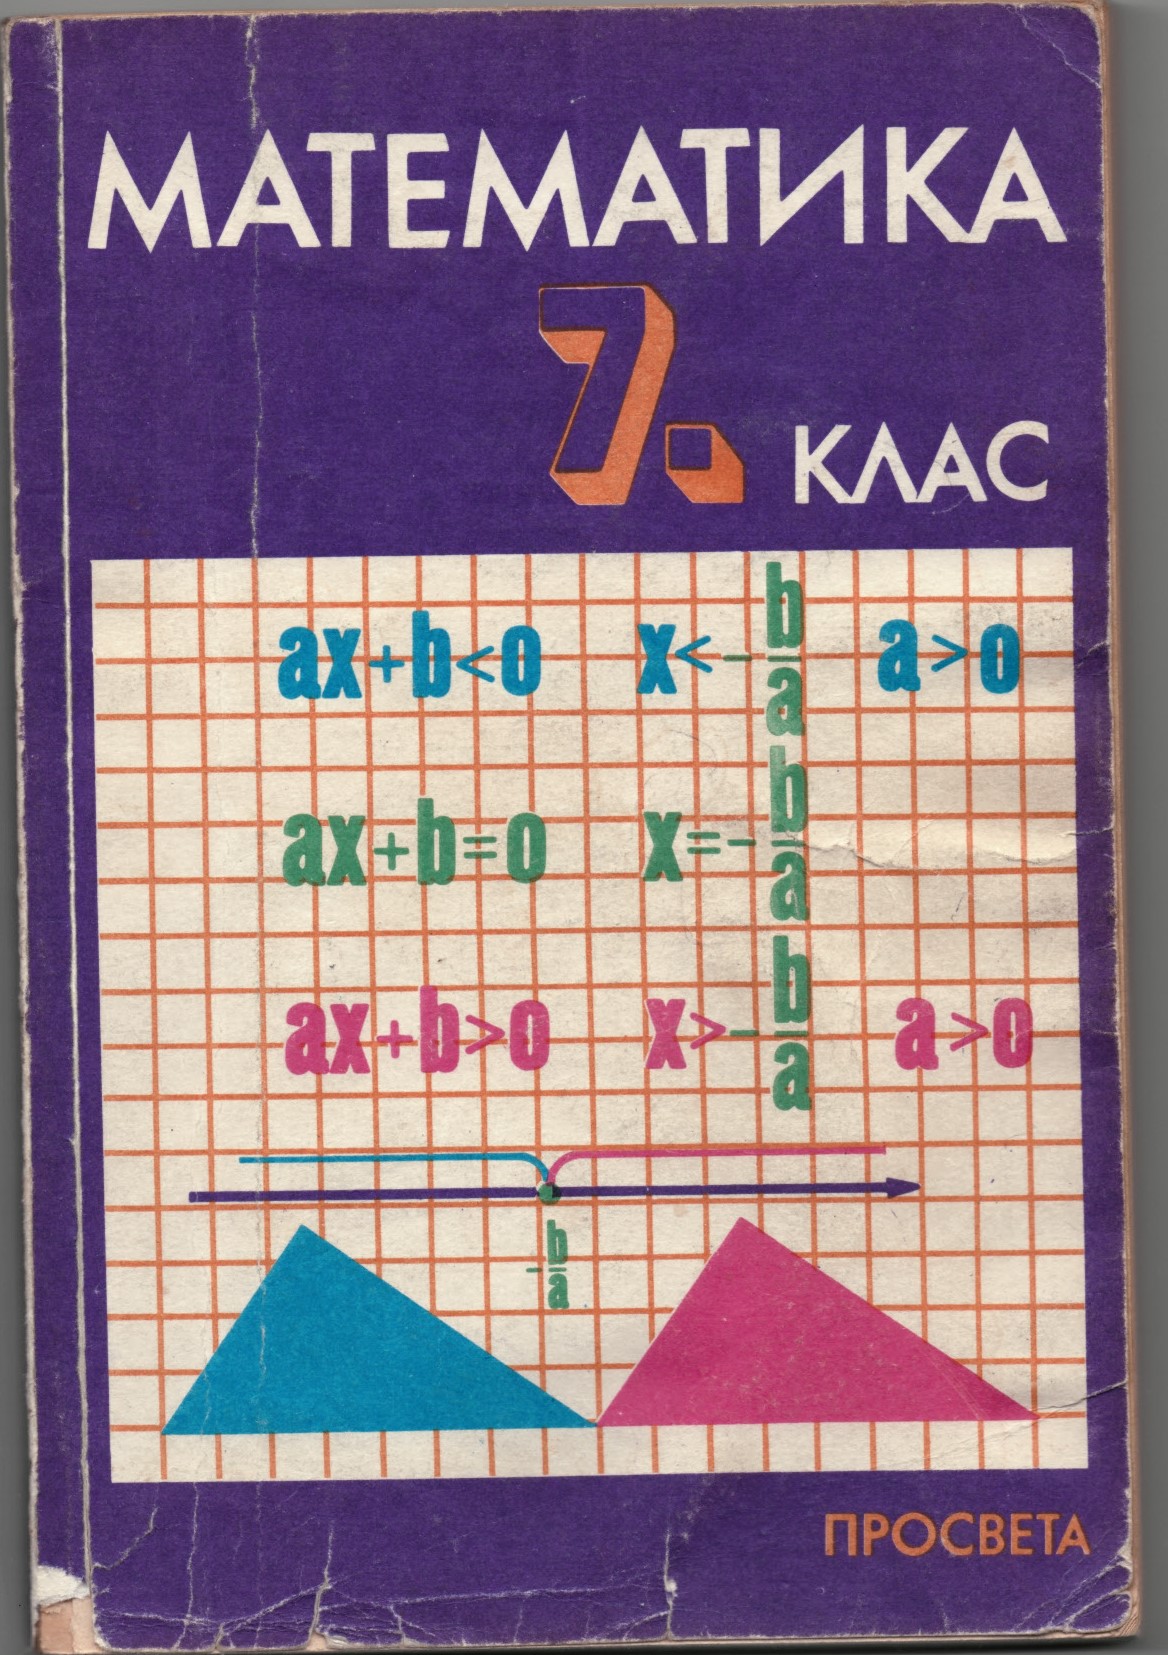 МАТЕМАТИКА
7. КЛАС
ax+b<0 x<-b/a a>0
ax+b=0 x=-b/a
ax+b>0 x>-b/a a>0
-b/a
ПРОСВЕТА